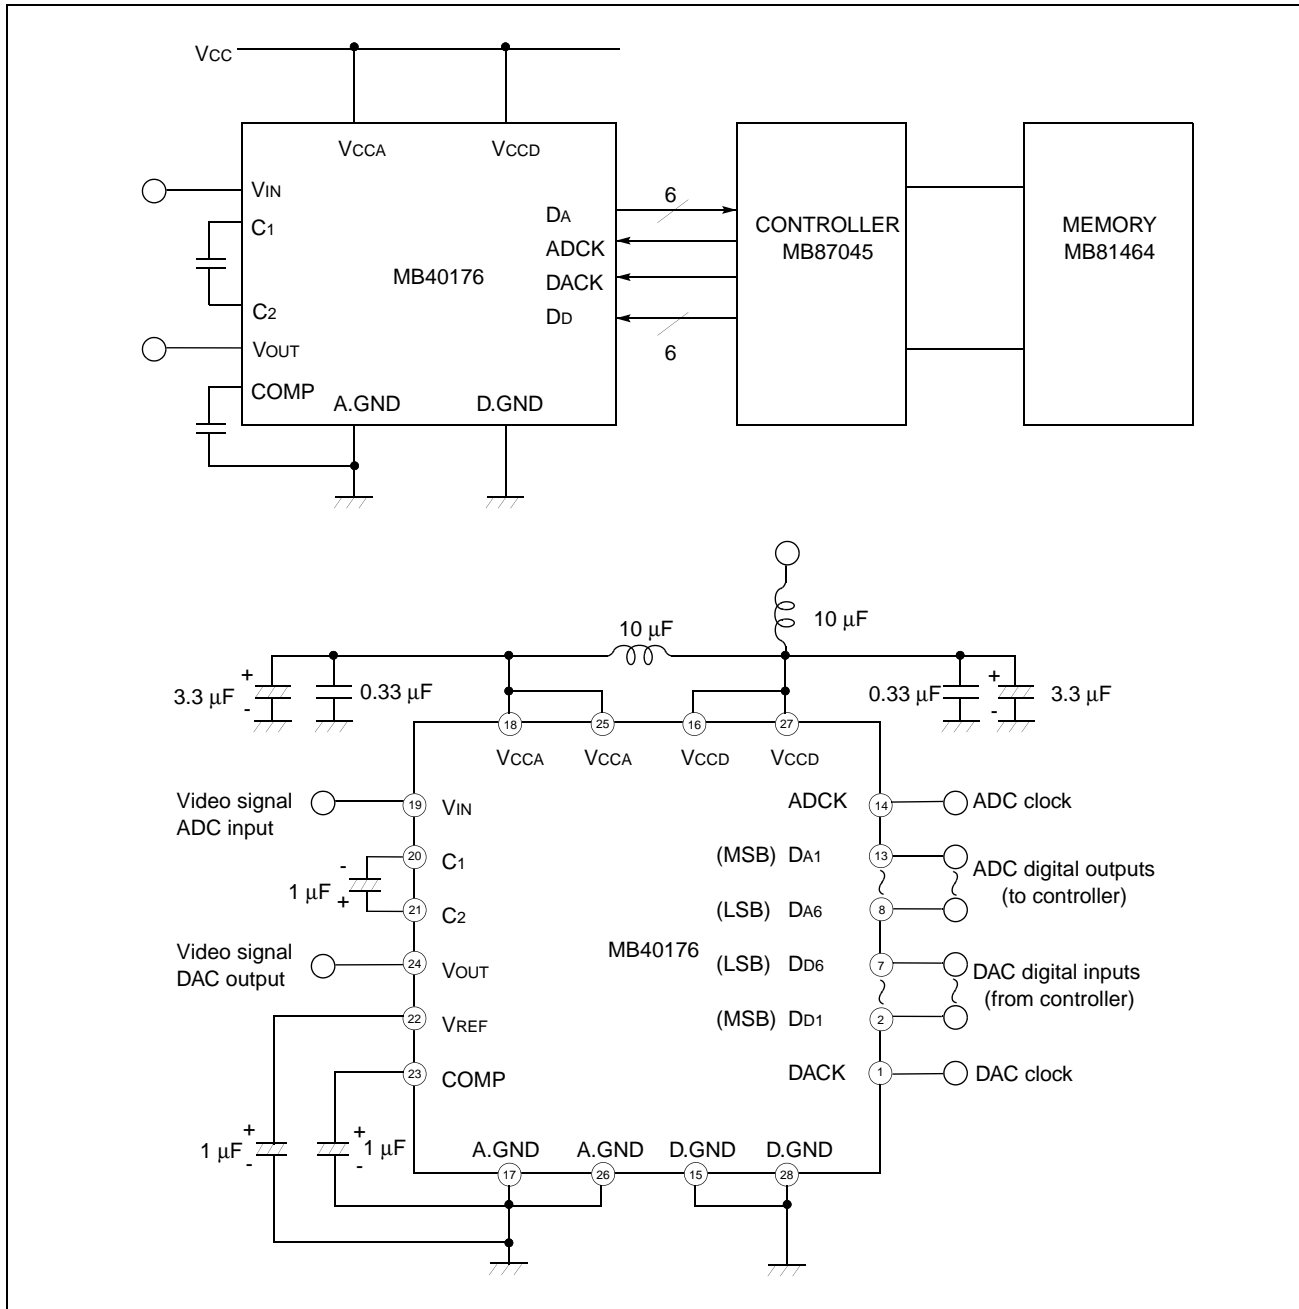 VCC
VCCA VCCD
VIN
C1
C2
VOUT
COMP
MB40176
DA
ADCK
DACK
DD
A.GND D.GND
6
6
CONTROLLER
MB87045
MEMORY
MB81464
10 μF
10 μF
+
3.3 μF
-
0.33 μF
0.33 μF
+
3.3 μF
-
18 25 16 27
VCCA VCCA VCCD VCCD
Video signal
ADC input
19 VIN
20 C1
-
1 μF
+
21 C2
Video signal
DAC output
24 VOUT
22 VREF
23 COMP
MB40176
ADCK 14 ADC clock
(MSB) DA1 13
ADC digital outputs
(to controller)
(LSB) DA6 8
(LSB) DD6 7
DAC digital inputs
(from controller)
(MSB) DD1 2
DACK 1 DAC clock
+
1 μF
-
+
1 μF
-
A.GND A.GND D.GND D.GND
17 26 15 28